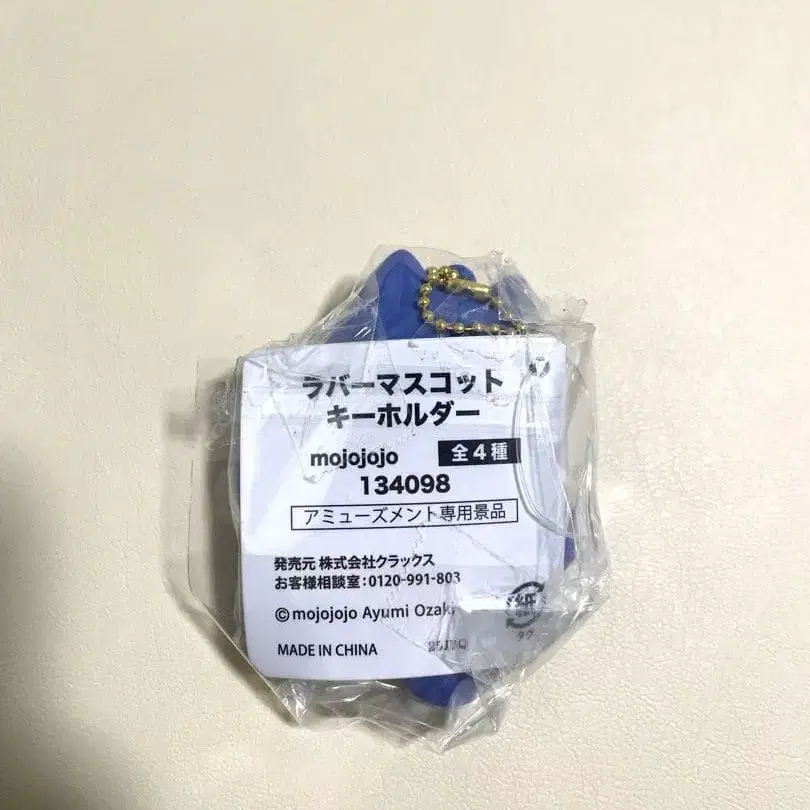 ラバーマスコット
キーホルダー
mojojojo 全4種
134098
アミューズメント専用景品
発売元 株式会社クラックス
お客様相談室:0120-991-803
©mojojojo Ayumi Ozaki
紙
タグ
MADE IN CHINA